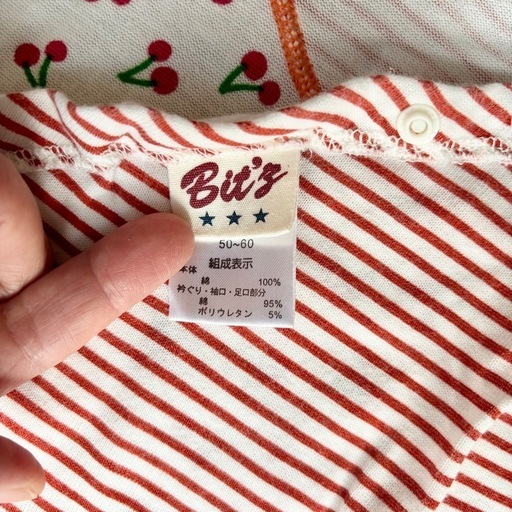 Bit'z
50~60
組成表示
本体
綿 100%
衿ぐり・袖口・足口部分
綿 95%
ポリウレタン 5%